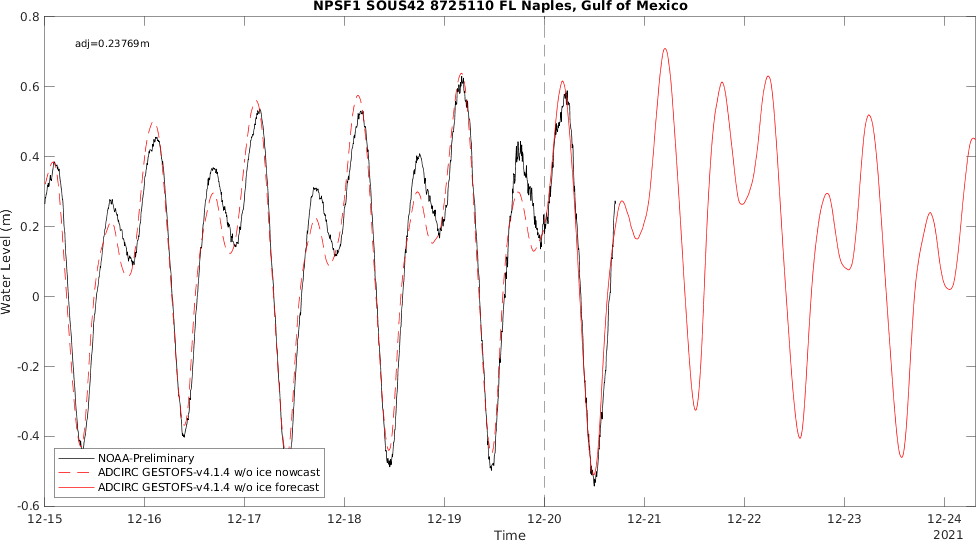 NPSF1 SOUS42 8725110 FL Naples, Gulf of Mexico
0.8
adj=0.23769m
0.6
0.4
0.2
0
-0.2
-0.4
-0.6
Water Level (m)
NOAA-Preliminary
ADCIRC GESTOFS-v4.1.4 w/o ice nowcast
ADCIRC GESTOFS-v4.1.4 w/o ice forecast
12-15 12-16 12-17 12-18 12-19 12-20 12-21 12-22 12-23 12-24
Time
2021